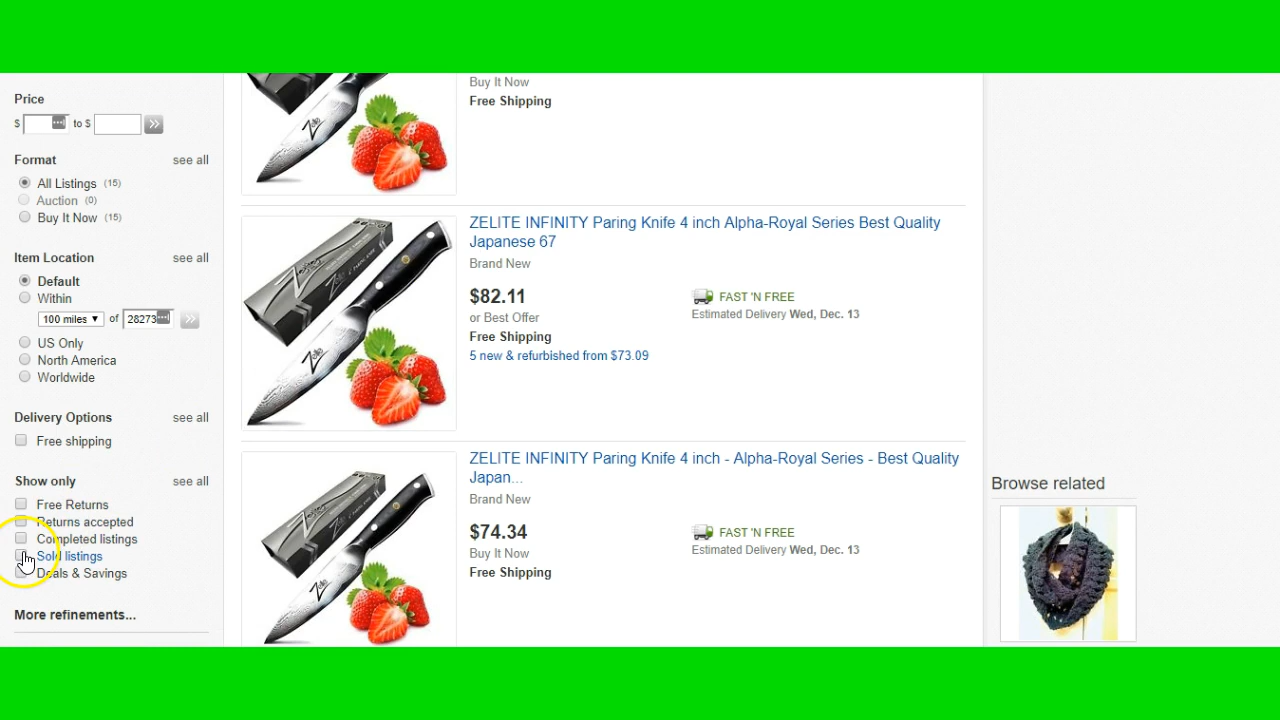 Price
$ to $
Format see all
All Listings (15)
Auction (0)
Buy It Now (15)
Item Location see all
Default
Within
100 miles of 28273
US Only
North America
Worldwide
Delivery Options see all
Free shipping
Show only see all
Free Returns
Returns accepted
Completed listings
Sold listings
Deals & Savings
More refinements...
Buy It Now
Free Shipping
ZELITE INFINITY Paring Knife 4 inch Alpha-Royal Series Best Quality
Japanese 67
Brand New
$82.11
or Best Offer
Free Shipping
5 new & refurbished from $73.09
FAST 'N FREE
Estimated Delivery Wed, Dec. 13
ZELITE INFINITY Paring Knife 4 inch - Alpha-Royal Series - Best Quality
Japan...
Brand New
$74.34
Buy It Now
Free Shipping
FAST 'N FREE
Estimated Delivery Wed, Dec. 13
Browse related